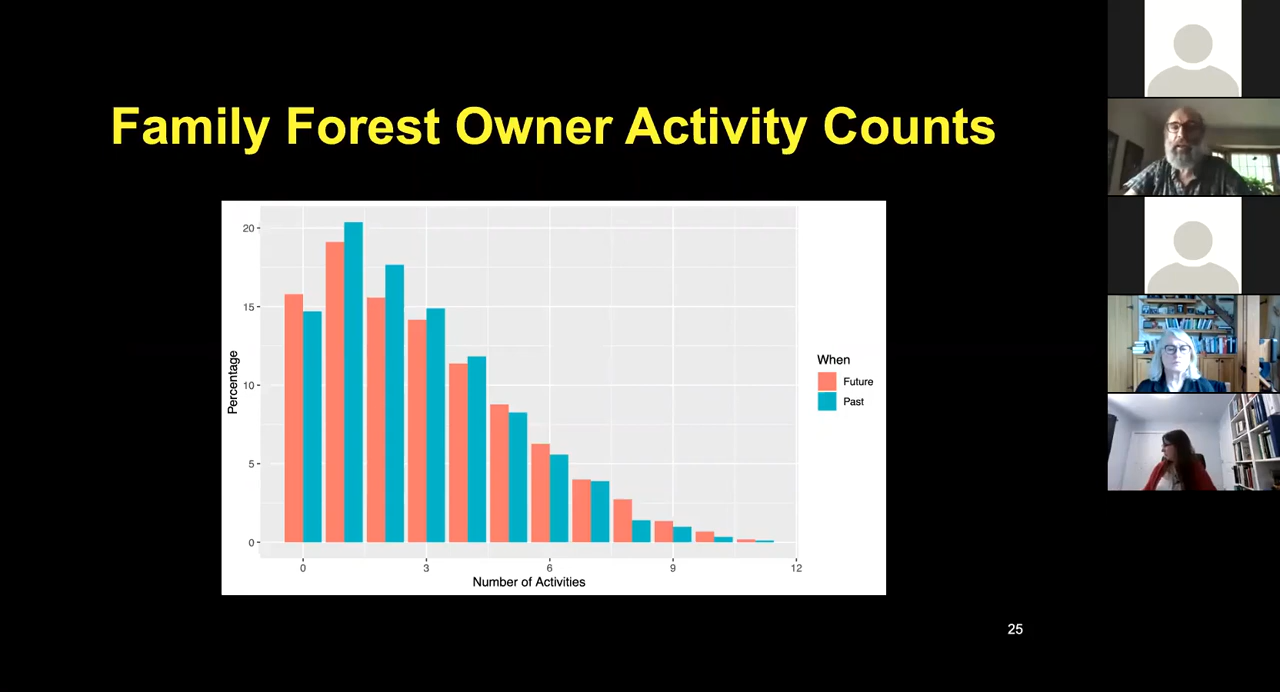 Family Forest Owner Activity Counts
20
15
10
5
0
Percentage
0 3 6 9 12
Number of Activities
When
Future
Past
25